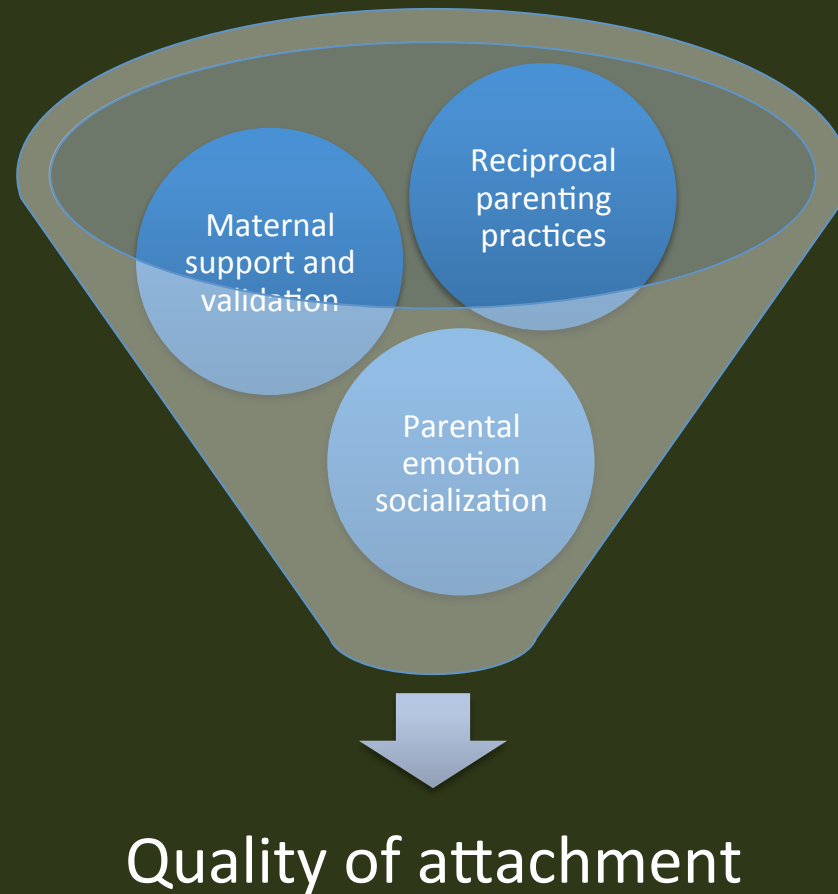 Reciprocal
parenting
practices
Maternal
support and
validation
Parental
emotion
socialization
Quality of attachment